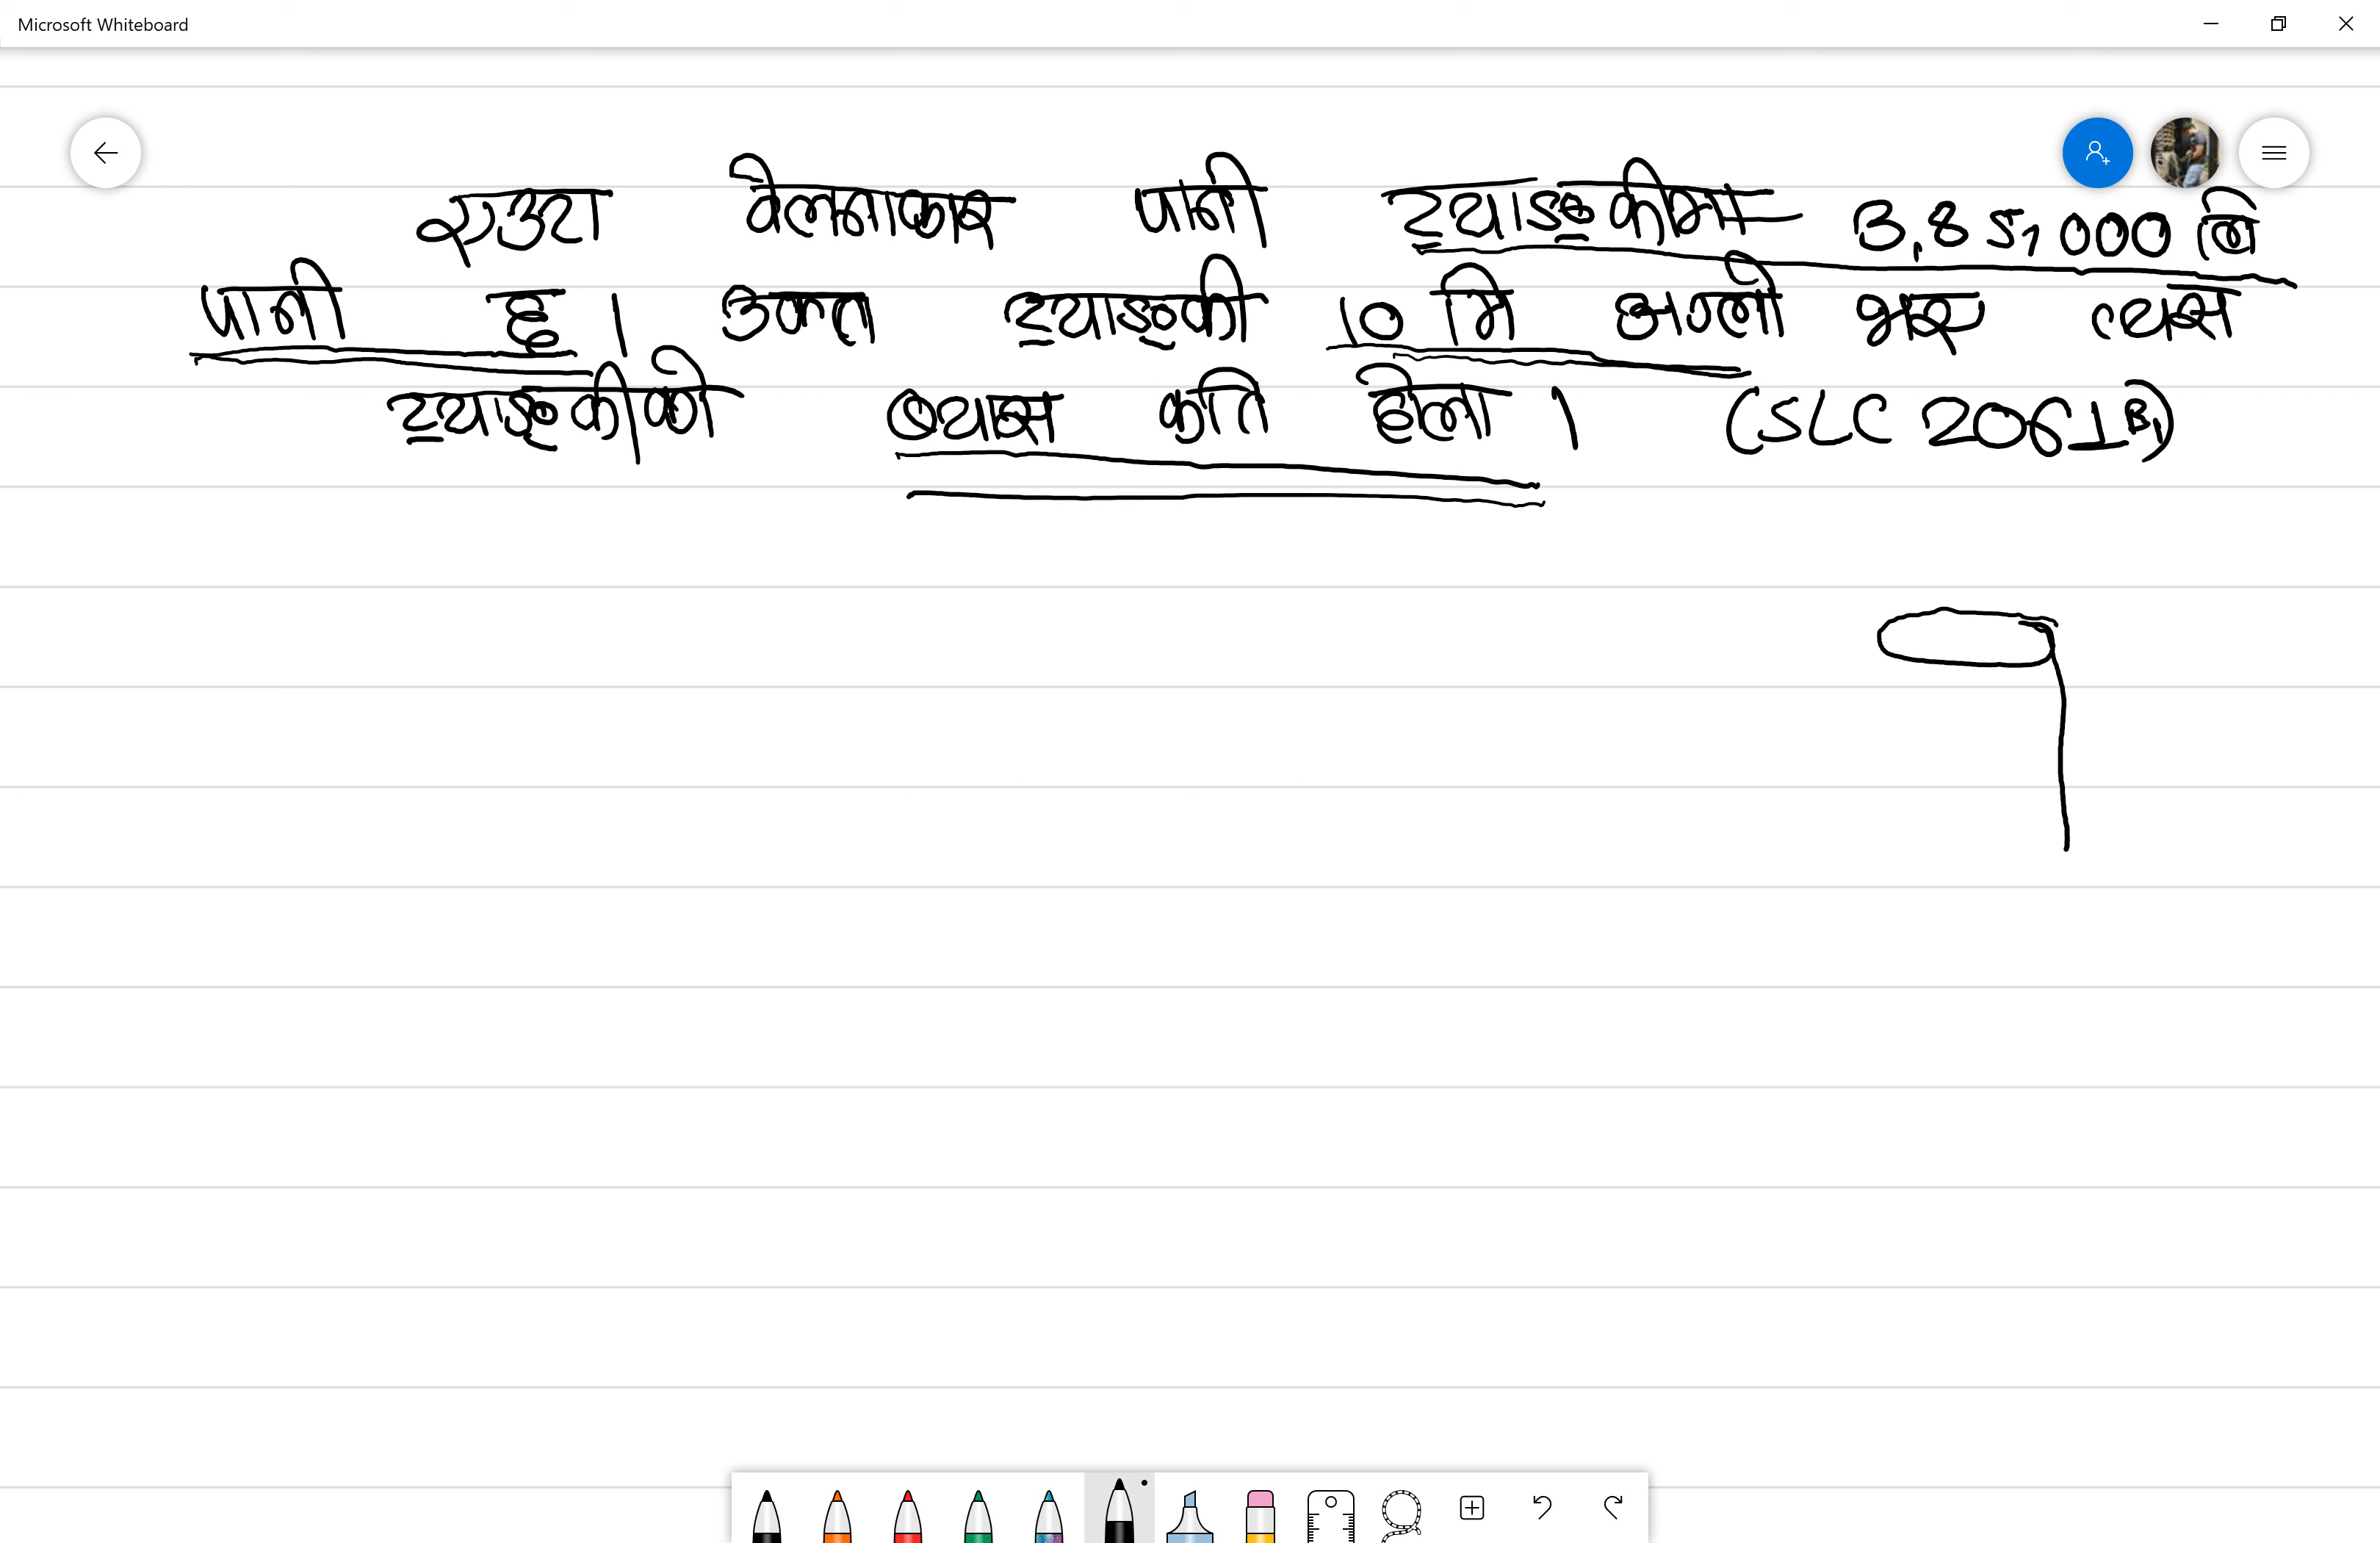 Microsoft Whiteboard
एउटा बेलनाकार पानी ट्याङ्कीमा 3,85,000 लि
पानी छ । उक्त ट्याङ्की 10 मि अग्लो भए त्यस
ट्याङ्कीको व्यास कति होला । (SLC 2061 B)